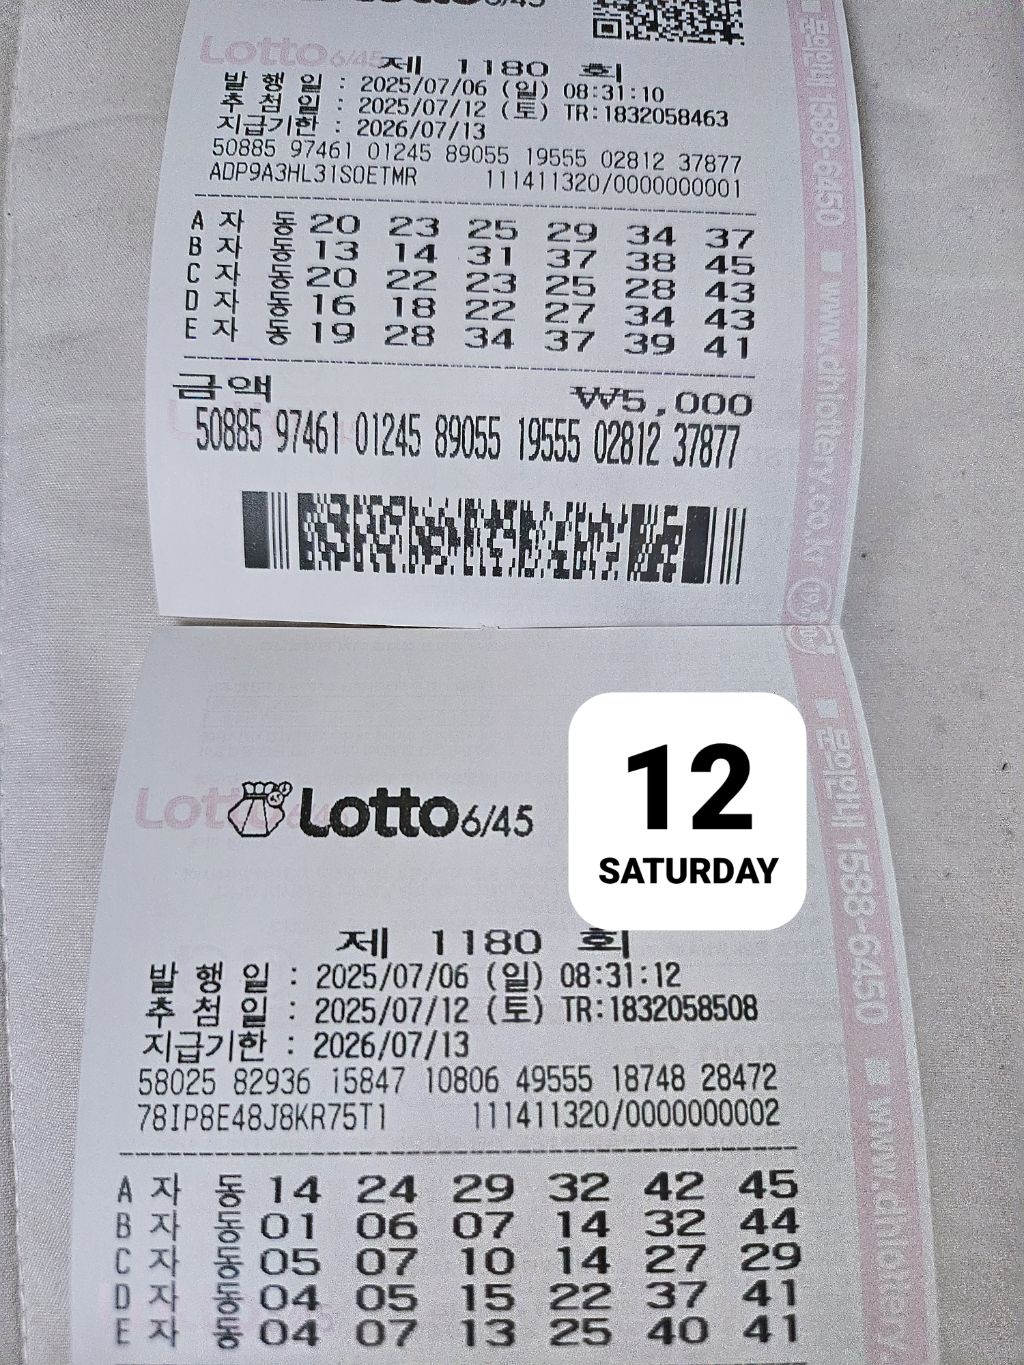 Lotto 6/45
제 1180 회
발 행 일 : 2025/07/06 (일) 08:31:10
추 첨 일 : 2025/07/12 (토) TR:1832058463
지급기한 : 2026/07/13
50885 97461 01245 89055 19555 02812 37877
ADP9A3HL31SOETMR 111411320/0000000001
A 자 동 20 23 25 29 34 37
B 자 동 13 14 31 37 38 45
C 자 동 20 22 23 25 28 43
D 자 동 16 18 22 27 34 43
E 자 동 19 28 34 37 39 41
금액 ₩5,000
50885 97461 01245 89055 19555 02812 37877
문의안내 1588-6450 ■ www.dhlottery.co.kr
12
SATURDAY
Lotto 6/45
제 1180 회
발 행 일 : 2025/07/06 (일) 08:31:12
추 첨 일 : 2025/07/12 (토) TR:1832058508
지급기한 : 2026/07/13
58025 82936 15847 10806 49555 18748 28472
78IP8E48J8KR75T1 111411320/0000000002
A 자 동 14 24 29 32 42 45
B 자 동 01 06 07 14 32 44
C 자 동 05 07 10 14 27 29
D 자 동 04 05 15 22 37 41
E 자 동 04 07 13 25 40 41
■ 문의안내 1588-6450 ■ www.dhlottery